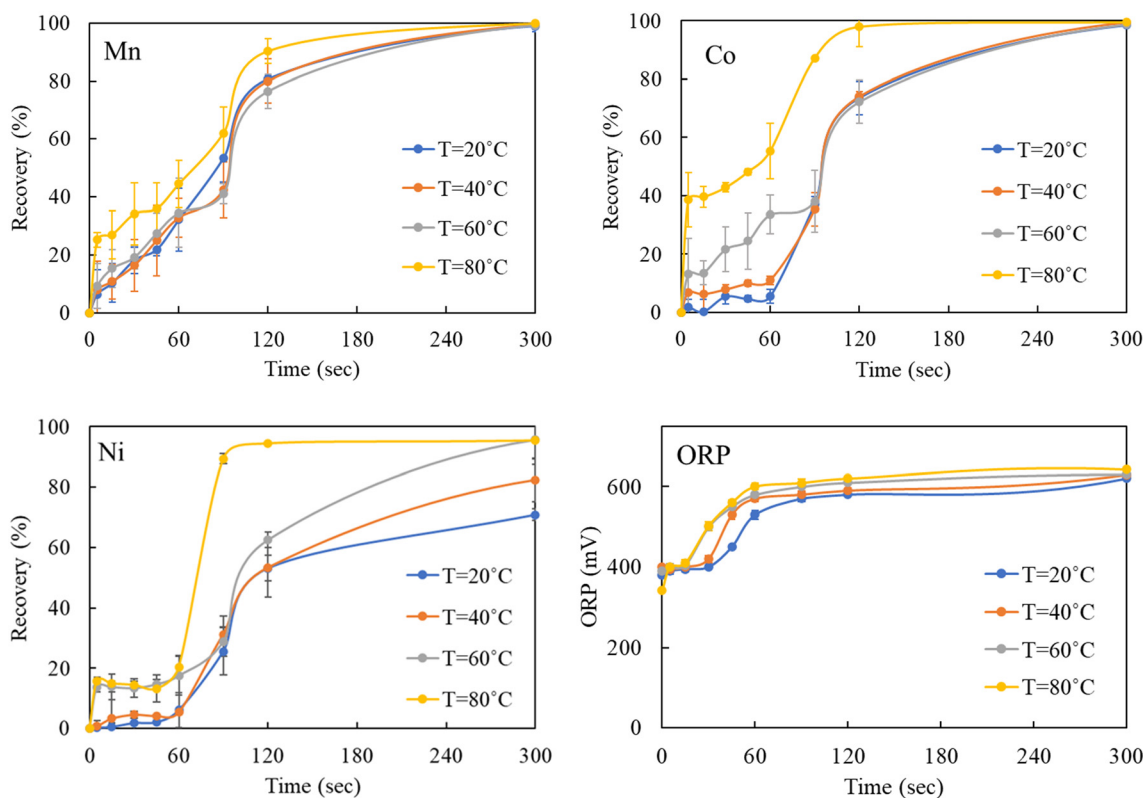 Mn
Recovery (%)
100
80
60
40
20
0
T=20°C
T=40°C
T=60°C
T=80°C
0 60 120 180 240 300
Time (sec)
Co
Recovery (%)
100
80
60
40
20
0
T=20°C
T=40°C
T=60°C
T=80°C
0 60 120 180 240 300
Time (sec)
Ni
Recovery (%)
100
80
60
40
20
0
T=20°C
T=40°C
T=60°C
T=80°C
0 60 120 180 240 300
Time (sec)
ORP
ORP (mV)
600
400
200
0
T=20°C
T=40°C
T=60°C
T=80°C
0 60 120 180 240 300
Time (sec)